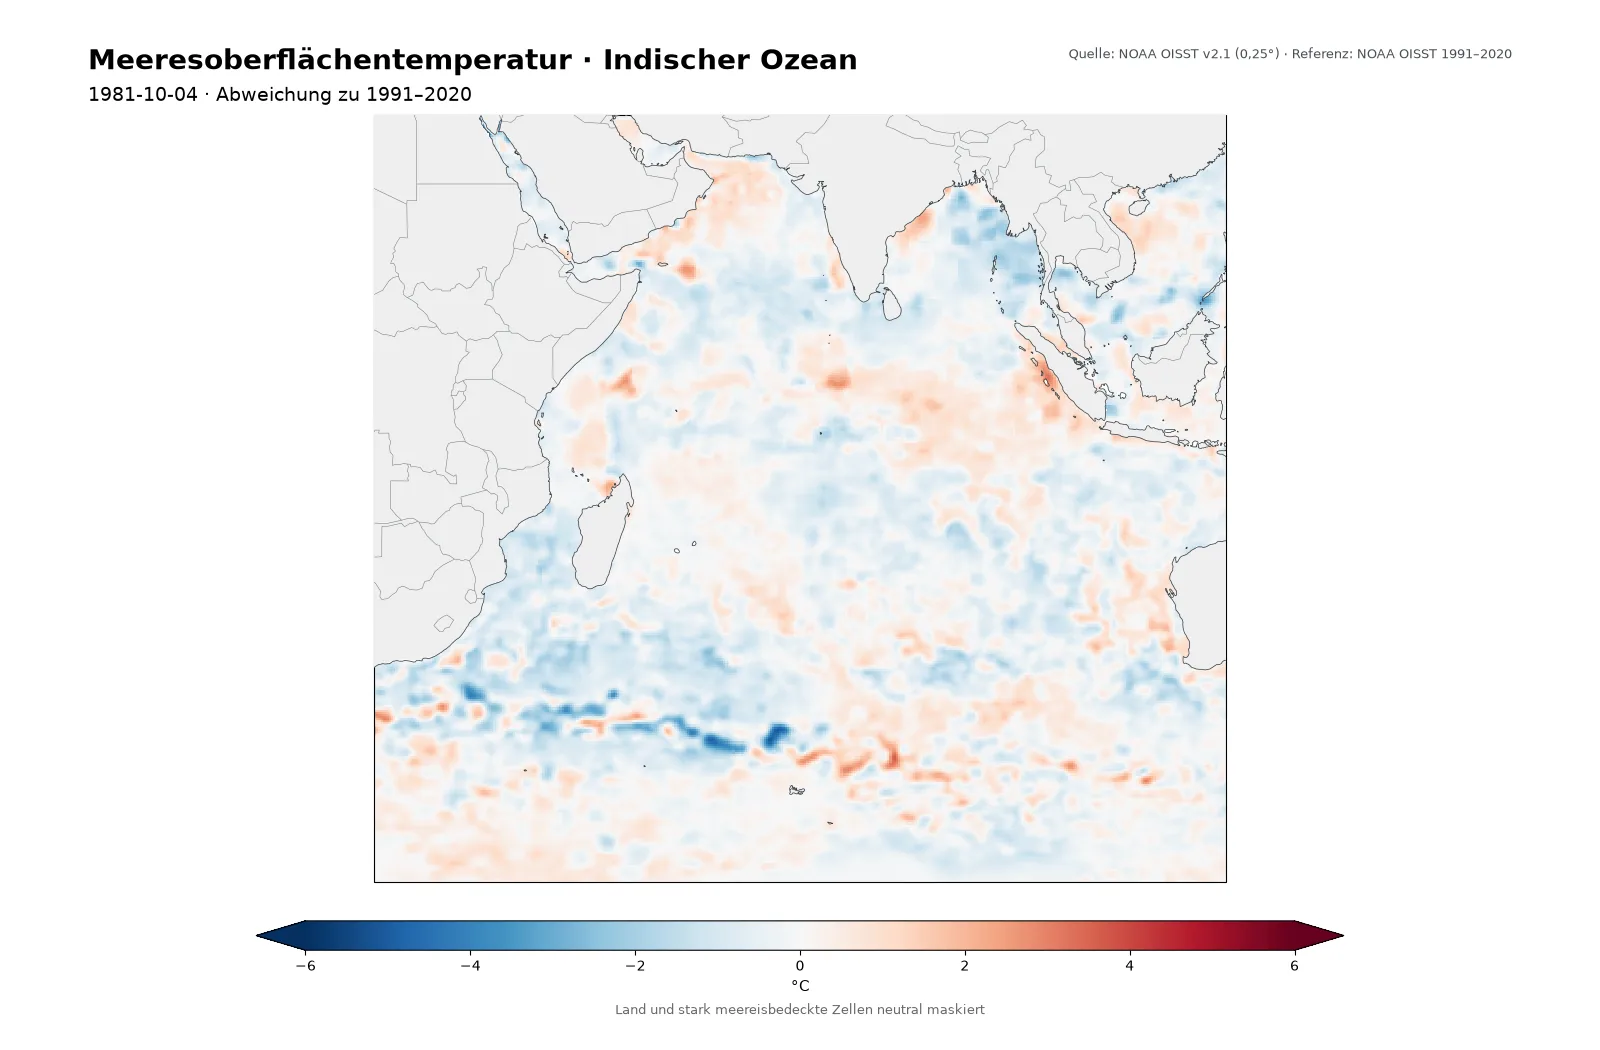 Meeresoberflächentemperatur · Indischer Ozean
Quelle: NOAA OISST v2.1 (0,25°) · Referenz: NOAA OISST 1991–2020
1981-10-04 · Abweichung zu 1991–2020
−6 −4 −2 0 2 4 6
°C
Land und stark meereisbedeckte Zellen neutral maskiert